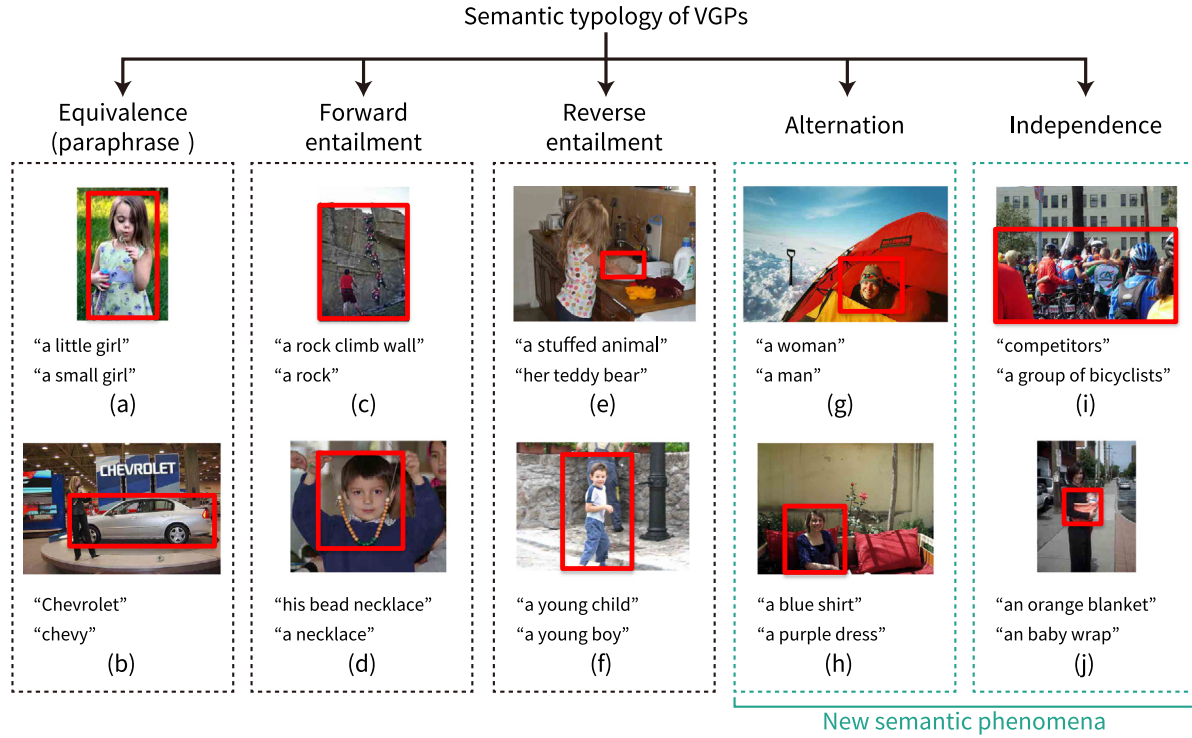 Semantic typology of VGPs
Equivalence
(paraphrase )
Forward
entailment
Reverse
entailment
Alternation
Independence
“a little girl”
“a small girl”
(a)
“a rock climb wall”
“a rock”
(c)
“a stuffed animal”
“her teddy bear”
(e)
“a woman”
“a man”
(g)
“competitors”
“a group of bicyclists”
(i)
CHEVROLET
“Chevrolet”
“chevy”
(b)
“his bead necklace”
“a necklace”
(d)
“a young child”
“a young boy”
(f)
“a blue shirt”
“a purple dress”
(h)
“an orange blanket”
“an baby wrap”
(j)
New semantic phenomena